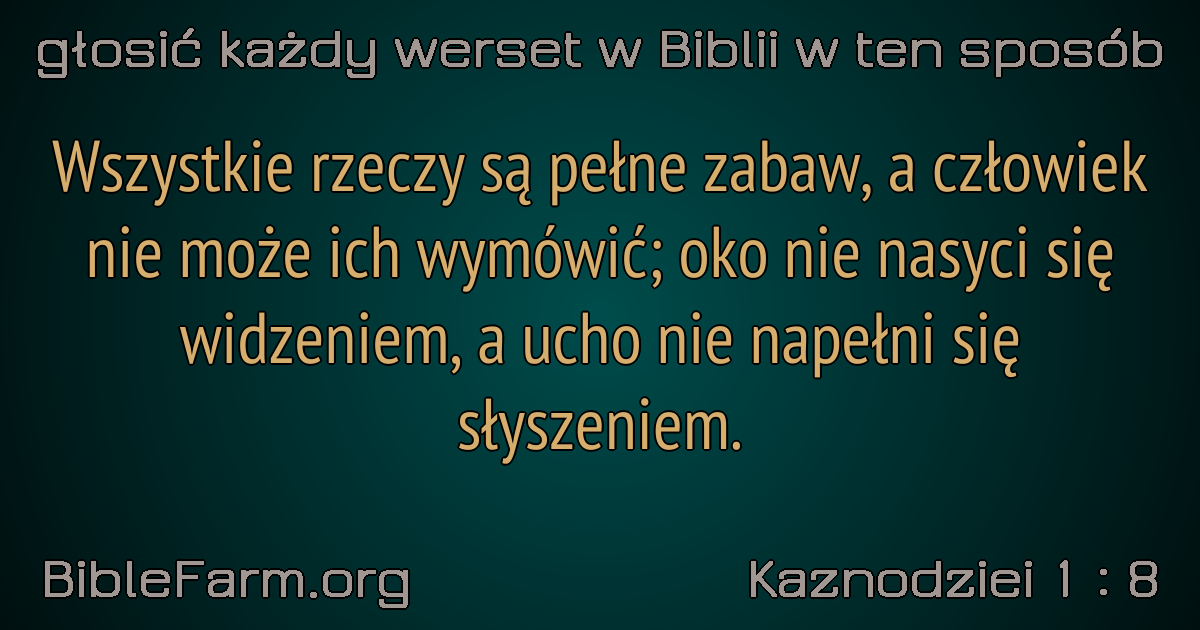 głosić każdy werset w Biblii w ten sposób
Wszystkie rzeczy są pełne zabaw, a człowiek
nie może ich wymówić; oko nie nasyci się
widzeniem, a ucho nie napełni się
słyszeniem.
BibleFarm.org
Kaznodziei 1 : 8